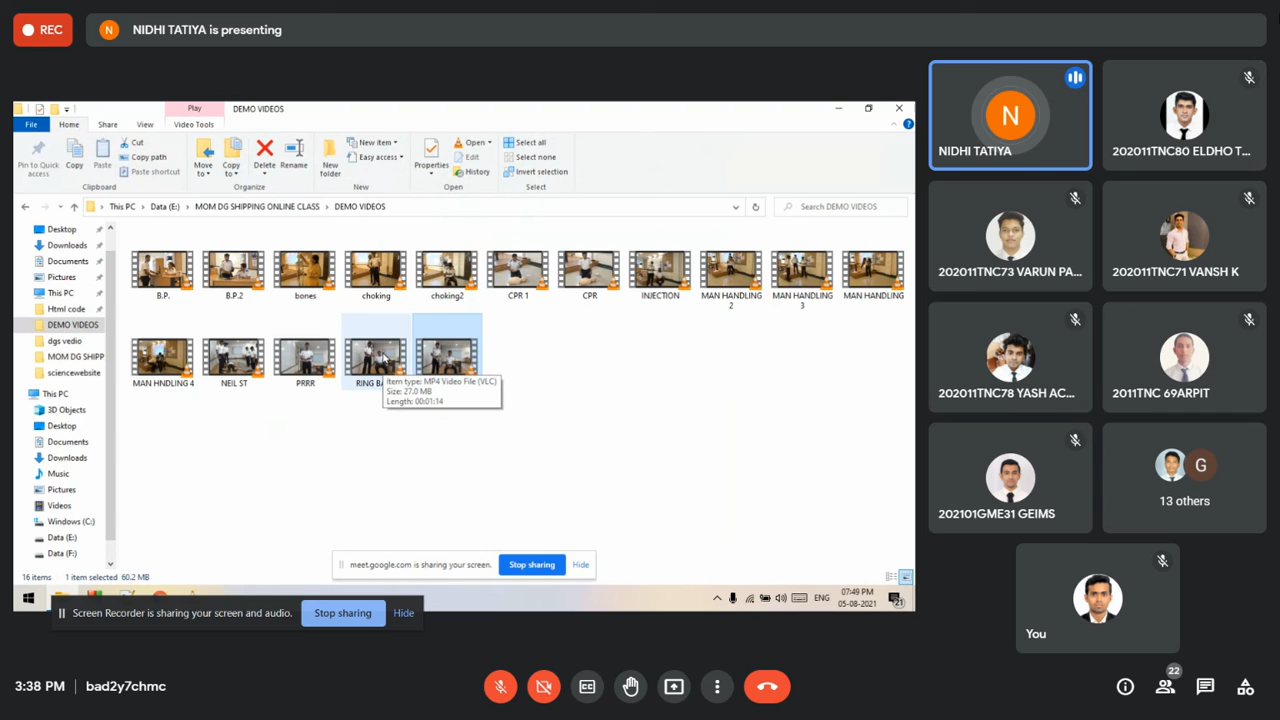 REC
N
NIDHI TATIYA is presenting
Play
DEMO VIDEOS
File
Home
Share
View
Video Tools
Pin to Quick access
Copy
Paste
Cut
Copy path
Paste shortcut
Clipboard
Move to
Copy to
Delete
Rename
Organize
New folder
New item
Easy access
New
Properties
Open
Edit
History
Open
Select all
Select none
Invert selection
Select
This PC > Data (E:) > MOM DG SHIPPING ONLINE CLASS > DEMO VIDEOS
Search DEMO VIDEOS
Desktop
Downloads
Documents
Pictures
This PC
Html code
DEMO VIDEOS
dgs vedio
MOM DG SHIPP
sciencewebsite
This PC
3D Objects
Desktop
Documents
Downloads
Music
Pictures
Videos
Windows (C:)
Data (E:)
Data (F:)
B.P.
B.P.2
bones
choking
choking2
CPR 1
CPR
INJECTION
MAN HANDLING 2
MAN HANDLING 3
MAN HANDLING
MAN HNDLING 4
NEIL ST
PRRR
RING
Item type: MP4 Video File (VLC)
Size: 27.0 MB
Length: 00:01:14
16 items
1 item selected 60.2 MB
meet.google.com is sharing your screen.
Stop sharing
Hide
Screen Recorder is sharing your screen and audio.
Stop sharing
Hide
ENG
07:49 PM
05-08-2021
21
N
NIDHI TATIYA
202011TNC80 ELDHO T...
202011TNC73 VARUN PA...
202011TNC71 VANSH K
202011TNC78 YASH AC...
2011TNC 69ARPIT
202101GME31 GEIMS
G
13 others
You
3:38 PM | bad2y7chmc
CC
22